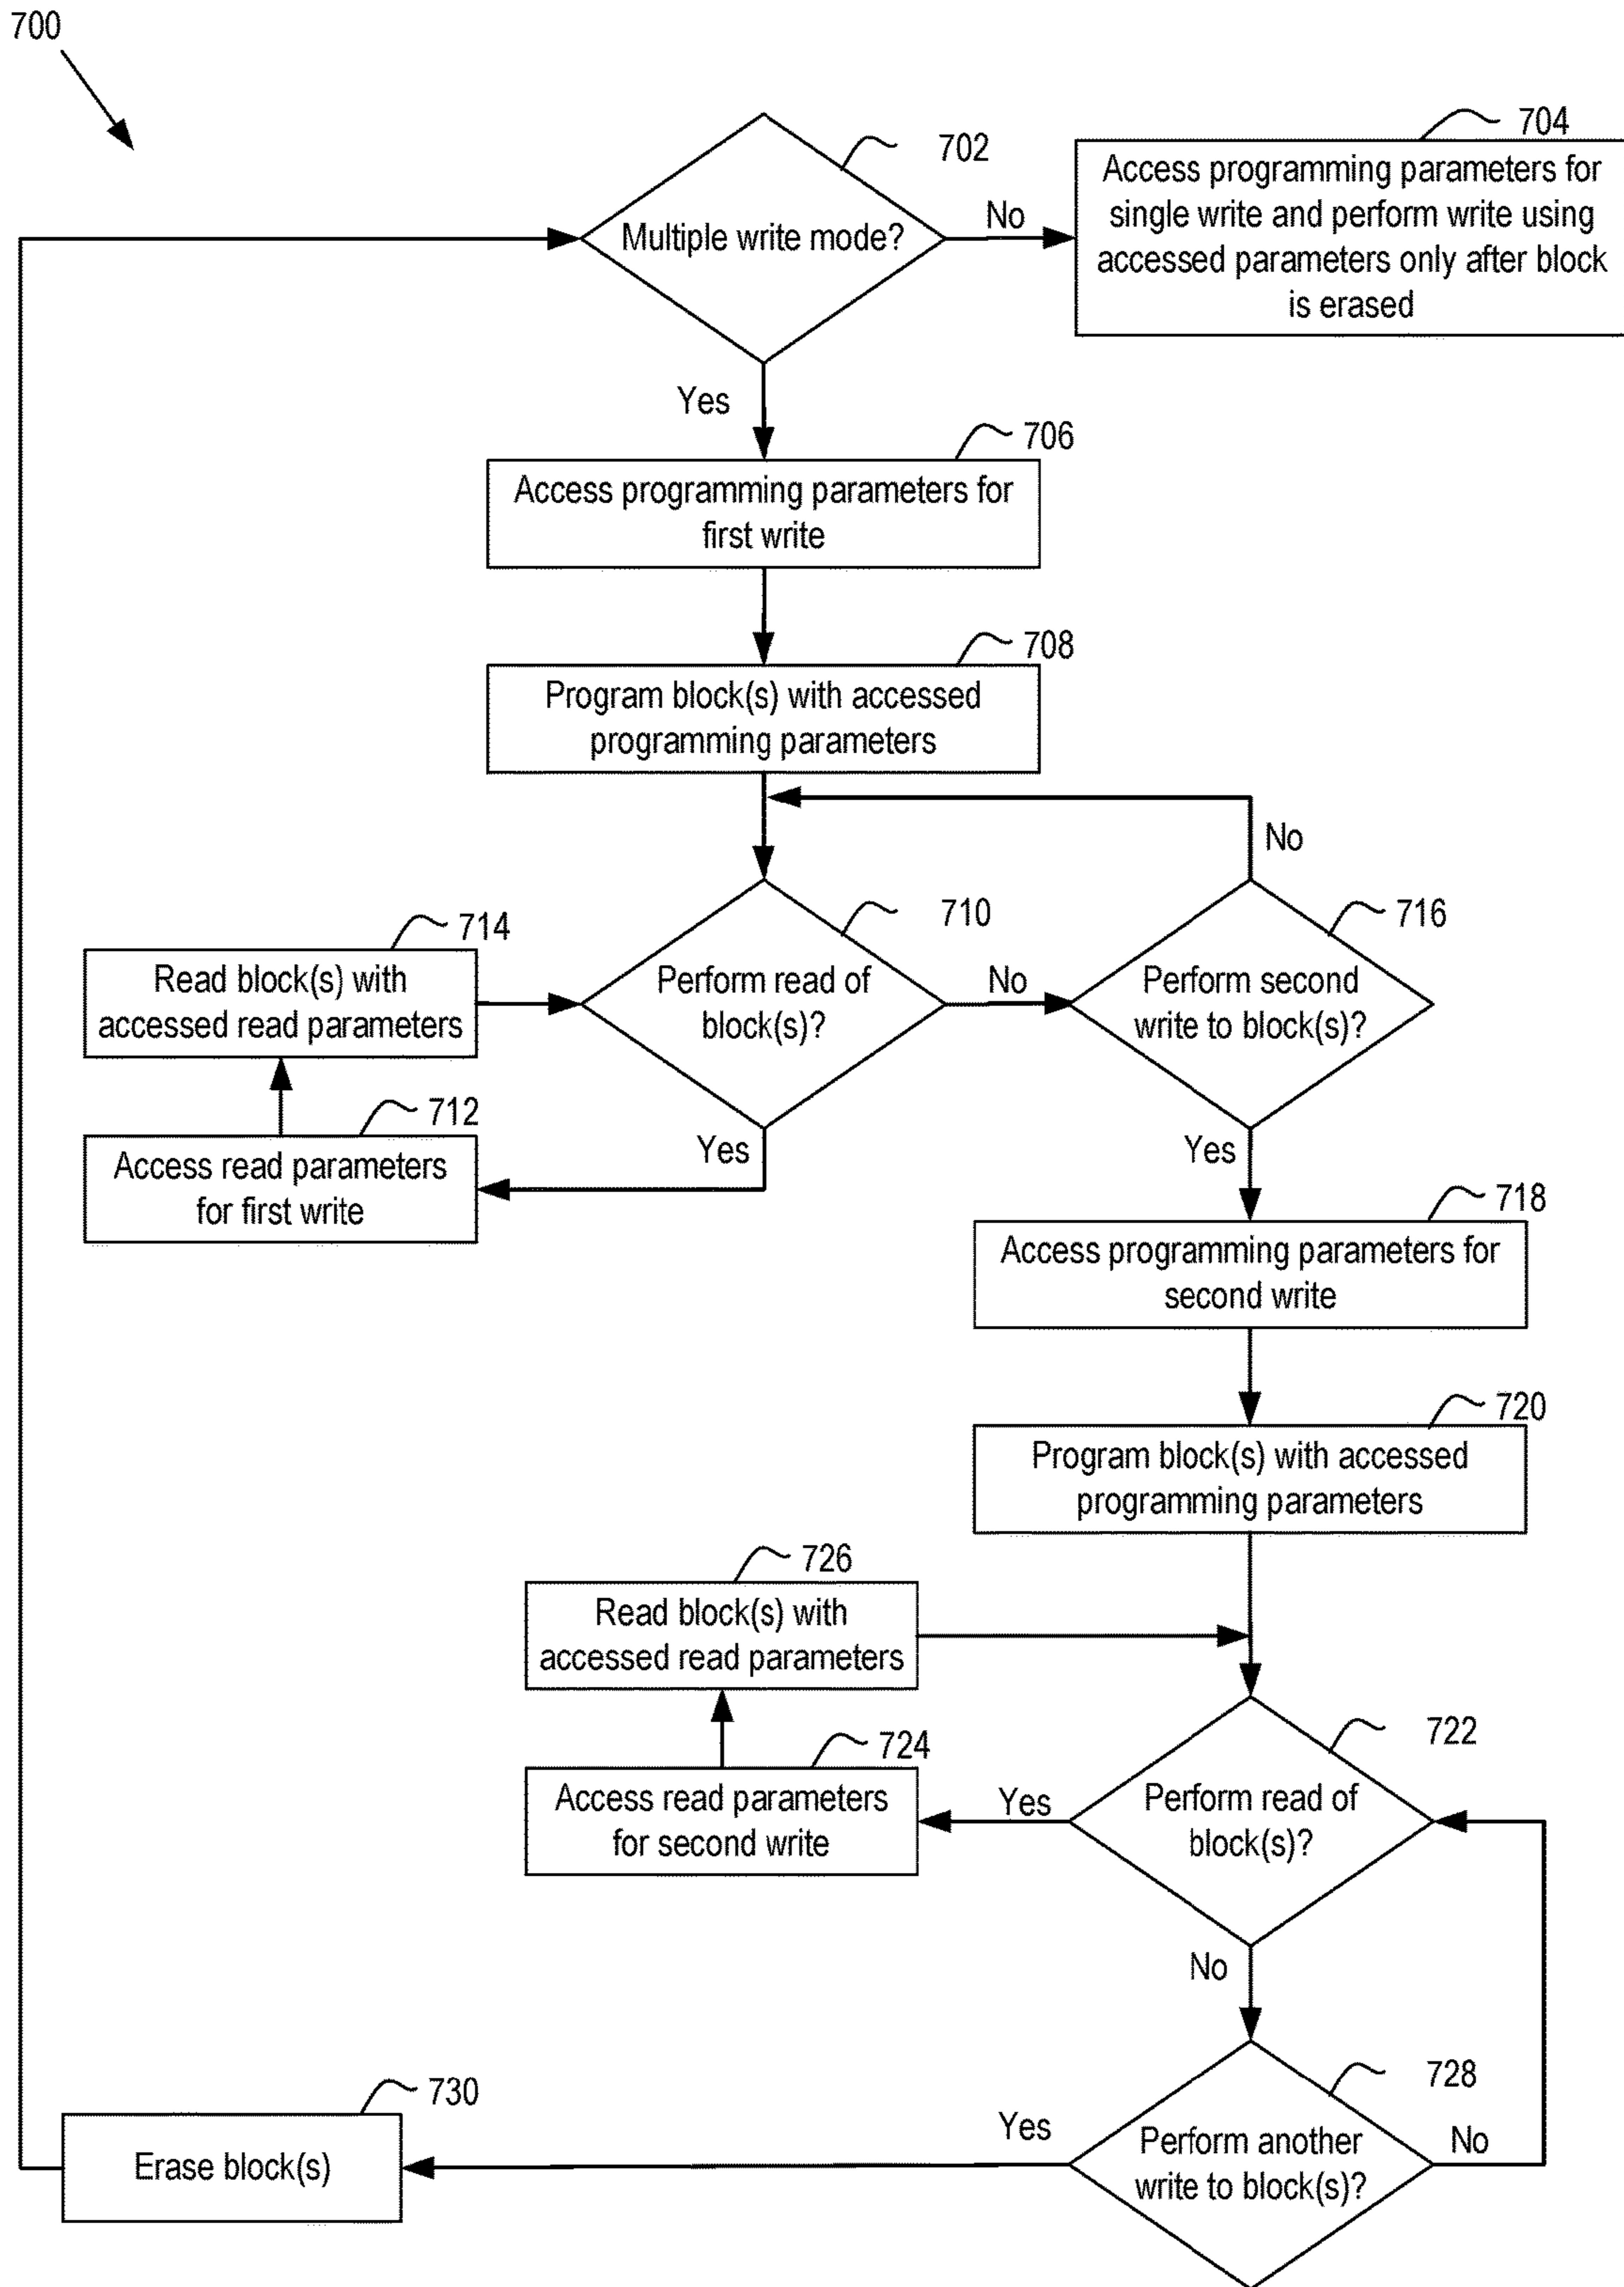 700
702
704
Access programming parameters for
single write and perform write using
accessed parameters only after block
is erased
Multiple write mode?
No
Yes
706
Access programming parameters for
first write
708
Program block(s) with accessed
programming parameters
No
710
716
714
Read block(s) with
accessed read parameters
Perform read of
block(s)?
No
Perform second
write to block(s)?
712
Access read parameters
for first write
Yes
Yes
718
Access programming parameters for
second write
720
Program block(s) with accessed
programming parameters
726
Read block(s) with
accessed read parameters
722
724
Access read parameters
for second write
Yes
Perform read of
block(s)?
No
728
730
Erase block(s)
Yes
Perform another
write to block(s)?
No